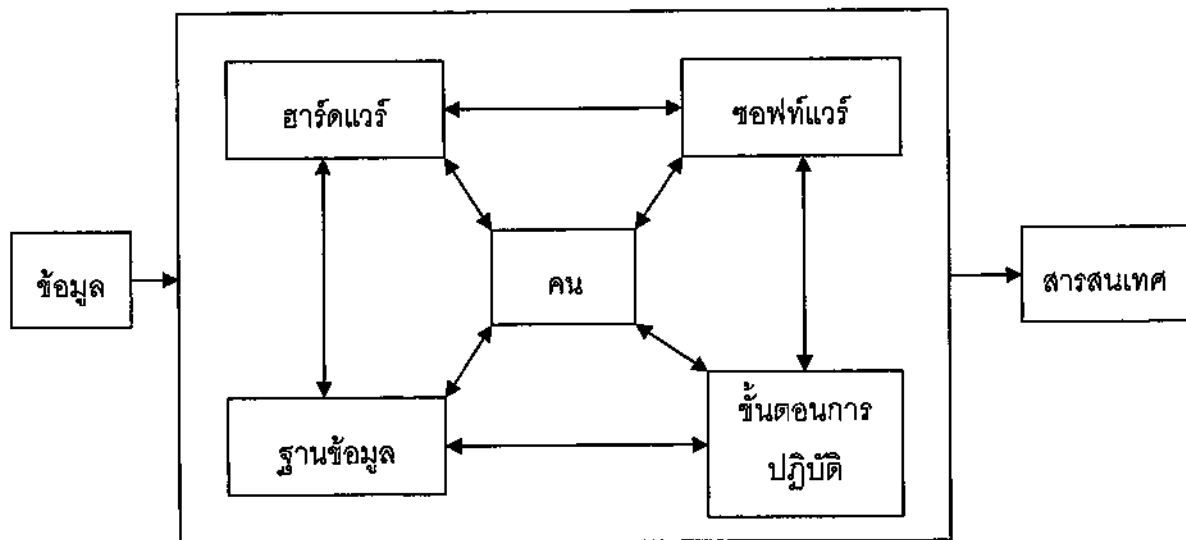 ฮาร์ดแวร์
ซอฟท์แวร์
ข้อมูล
คน
สารสนเทศ
ฐานข้อมูล
ขั้นตอนการ
ปฏิบัติ